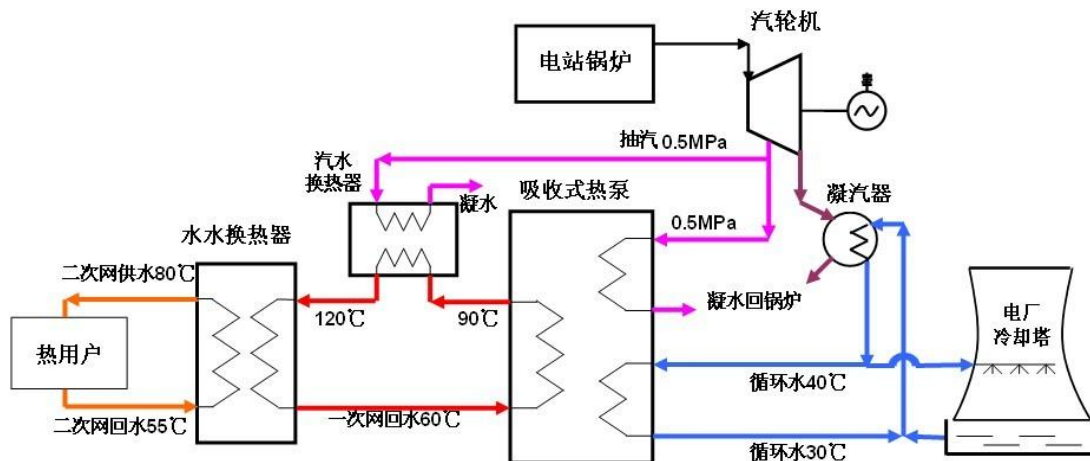 汽轮机
电站锅炉
抽汽0.5MPa
汽水
换热器
凝水
吸收式热泵
凝汽器
0.5MPa
水水换热器
二次网供水80℃
120℃
90℃
凝水回锅炉
电厂
冷却塔
热用户
循环水40℃
二次网回水55℃
一次网回水60℃
循环水30℃